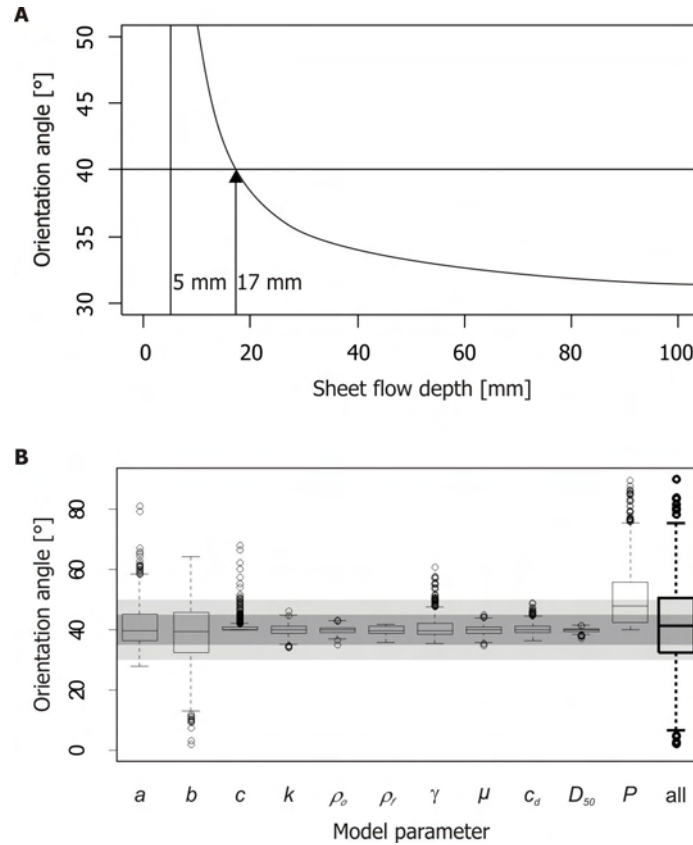 A
Orientation angle [°]
50
45
40
35
30
5 mm 17 mm
0 20 40 60 80 100
Sheet flow depth [mm]
B
Orientation angle [°]
80
60
40
20
0
a b c k ρₒ ρf γ μ cd D50 P all
Model parameter